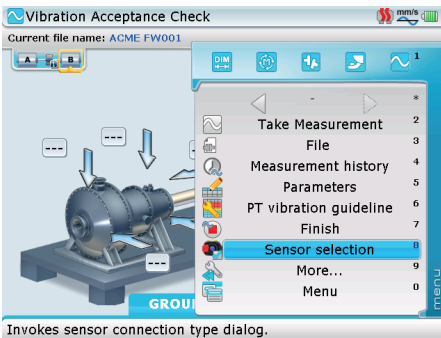 Vibration Acceptance Check
mm/s
Current file name: ACME FW001
A
B
DIM
M
1
- *
Take Measurement 2
File 3
Measurement history 4
Parameters 5
PT vibration guideline 6
Finish 7
Sensor selection 8
More... 9
Menu 0
menu
---
---
---
GROU
Invokes sensor connection type dialog.